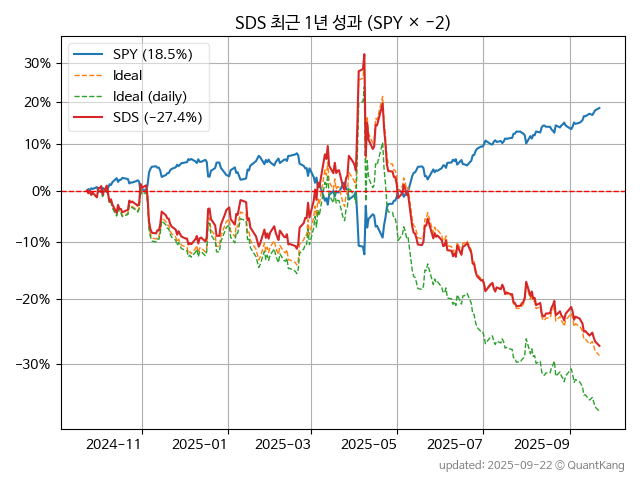 SDS 최근 1년 성과 (SPY × −2)
SPY (18.5%)
Ideal
Ideal (daily)
SDS (−27.4%)
30%
20%
10%
0%
−10%
−20%
−30%
2024-11 2025-01 2025-03 2025-05 2025-07 2025-09
updated: 2025-09-22 © QuantKang